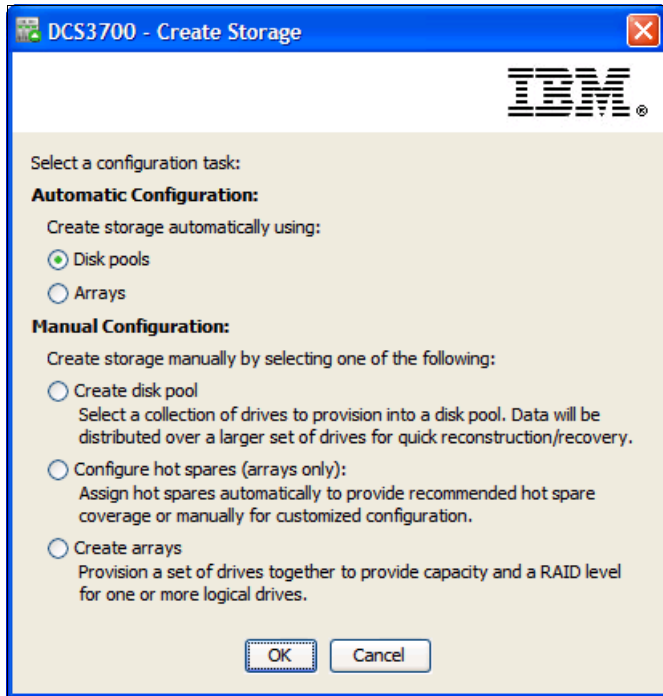 DCS3700 - Create Storage
IBM®
Select a configuration task:
Automatic Configuration:
Create storage automatically using:
Disk pools
Arrays
Manual Configuration:
Create storage manually by selecting one of the following:
Create disk pool
Select a collection of drives to provision into a disk pool. Data will be
distributed over a larger set of drives for quick reconstruction/recovery.
Configure hot spares (arrays only):
Assign hot spares automatically to provide recommended hot spare
coverage or manually for customized configuration.
Create arrays
Provision a set of drives together to provide capacity and a RAID level
for one or more logical drives.
OK Cancel